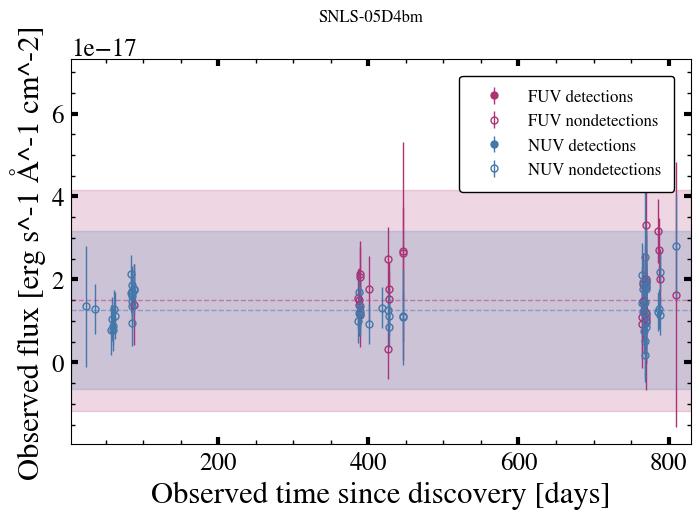 SNLS-05D4bm
1e−17
Observed flux [erg s^-1 Å^-1 cm^-2]
6
4
2
0
FUV detections
FUV nondetections
NUV detections
NUV nondetections
200
400
600
800
Observed time since discovery [days]